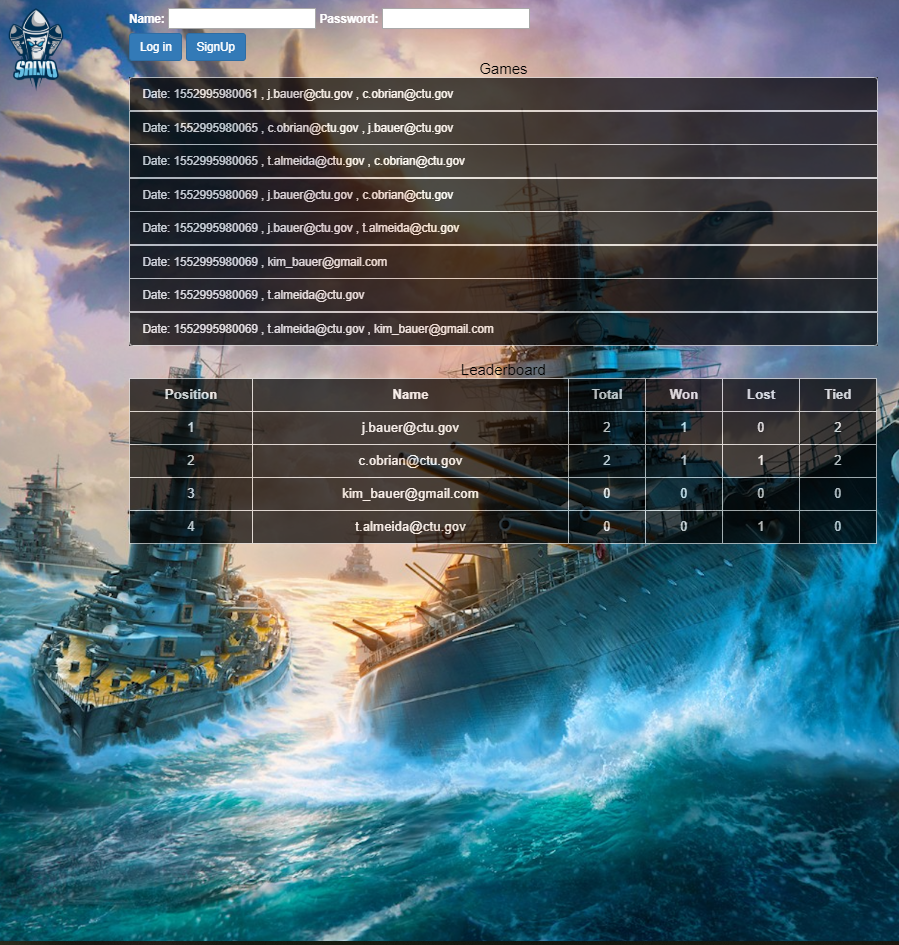 SALVO
Name: Password:
Log in SignUp
Games
Date: 1552995980061 , j.bauer@ctu.gov , c.obrian@ctu.gov
Date: 1552995980065 , c.obrian@ctu.gov , j.bauer@ctu.gov
Date: 1552995980065 , t.almeida@ctu.gov , c.obrian@ctu.gov
Date: 1552995980069 , j.bauer@ctu.gov , c.obrian@ctu.gov
Date: 1552995980069 , j.bauer@ctu.gov , t.almeida@ctu.gov
Date: 1552995980069 , kim_bauer@gmail.com
Date: 1552995980069 , t.almeida@ctu.gov
Date: 1552995980069 , t.almeida@ctu.gov , kim_bauer@gmail.com
Leaderboard
Position Name Total Won Lost Tied
1 j.bauer@ctu.gov 2 1 0 2
2 c.obrian@ctu.gov 2 1 1 2
3 kim_bauer@gmail.com 0 0 0 0
4 t.almeida@ctu.gov 0 0 1 0